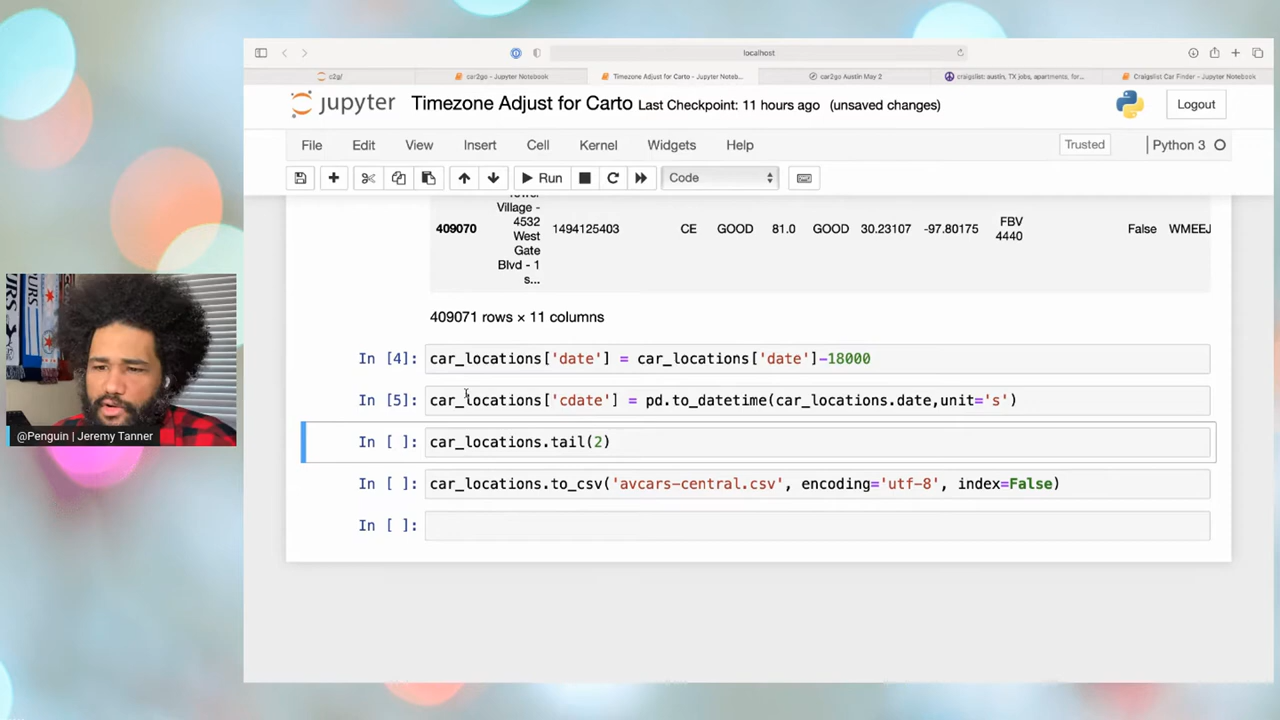 localhost
c2g/
car2go - Jupyter Notebook
Timezone Adjust for Carto - Jupyter Noteb...
car2go Austin May 2
craigslist: austin, TX jobs, apartments, for...
Craigslist Car Finder - Jupyter Notebook
jupyter Timezone Adjust for Carto Last Checkpoint: 11 hours ago (unsaved changes)
Logout
File Edit View Insert Cell Kernel Widgets Help
Trusted
Python 3
Run
Code
Village -
4532
West
Gate
Blvd - 1
s...
409070 1494125403 CE GOOD 81.0 GOOD 30.23107 -97.80175 FBV 4440 False WMEEJ
409071 rows × 11 columns
In [4]: car_locations['date'] = car_locations['date']-18000
In [5]: car_locations['cdate'] = pd.to_datetime(car_locations.date,unit='s')
In [ ]: car_locations.tail(2)
In [ ]: car_locations.to_csv('avcars-central.csv', encoding='utf-8', index=False)
In [ ]:
@Penguin | Jeremy Tanner